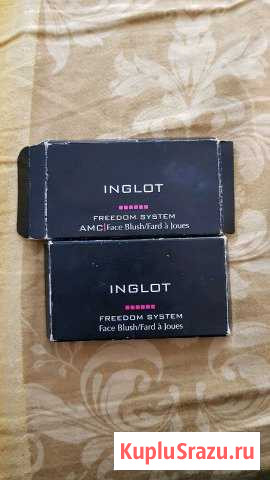 INGLOT
FREEDOM SYSTEM
AMC|Face Blush/Fard à Joues
INGLOT
FREEDOM SYSTEM
Face Blush/Fard à Joues
KupluSrazu.ru